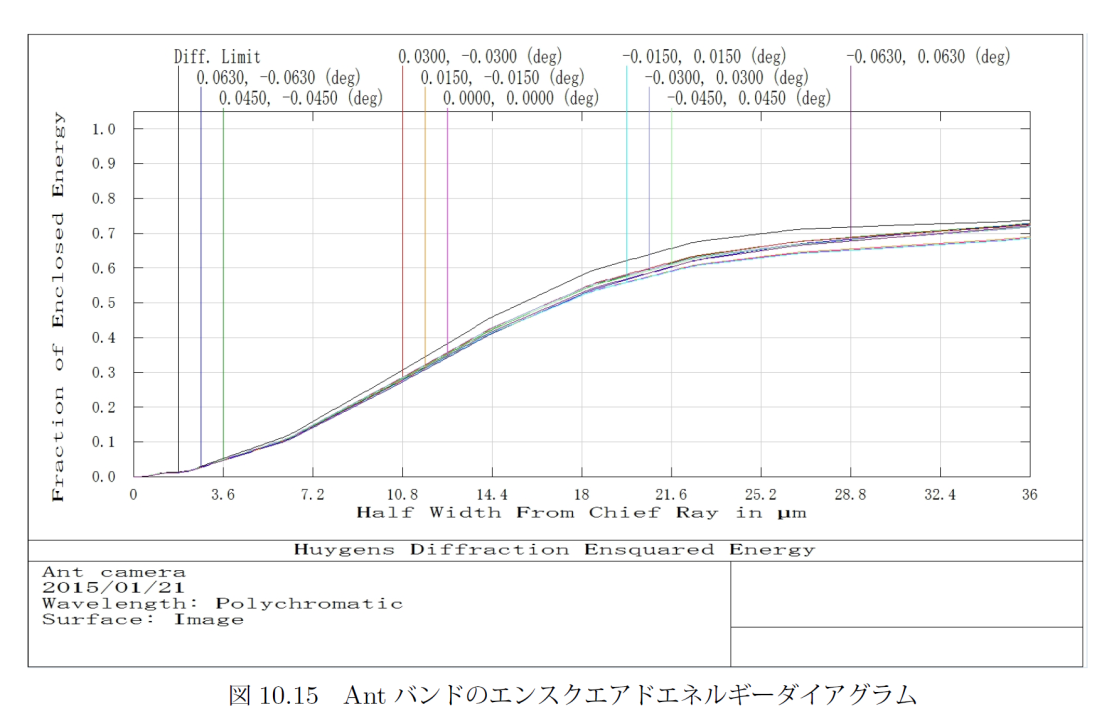 Diff. Limit
0.0630, -0.0630 (deg)
0.0450, -0.0450 (deg)
0.0300, -0.0300 (deg)
0.0150, -0.0150 (deg)
0.0000, 0.0000 (deg)
-0.0150, 0.0150 (deg)
-0.0300, 0.0300 (deg)
-0.0450, 0.0450 (deg)
-0.0630, 0.0630 (deg)
Fraction of Enclosed Energy
1.0
0.9
0.8
0.7
0.6
0.5
0.4
0.3
0.2
0.1
0.0
0 3.6 7.2 10.8 14.4 18 21.6 25.2 28.8 32.4 36
Half Width From Chief Ray in μm
Huygens Diffraction Ensquared Energy
Ant camera
2015/01/21
Wavelength: Polychromatic
Surface: Image
図 10.15 Ant バンドのエンスクエアドエネルギーダイアグラム